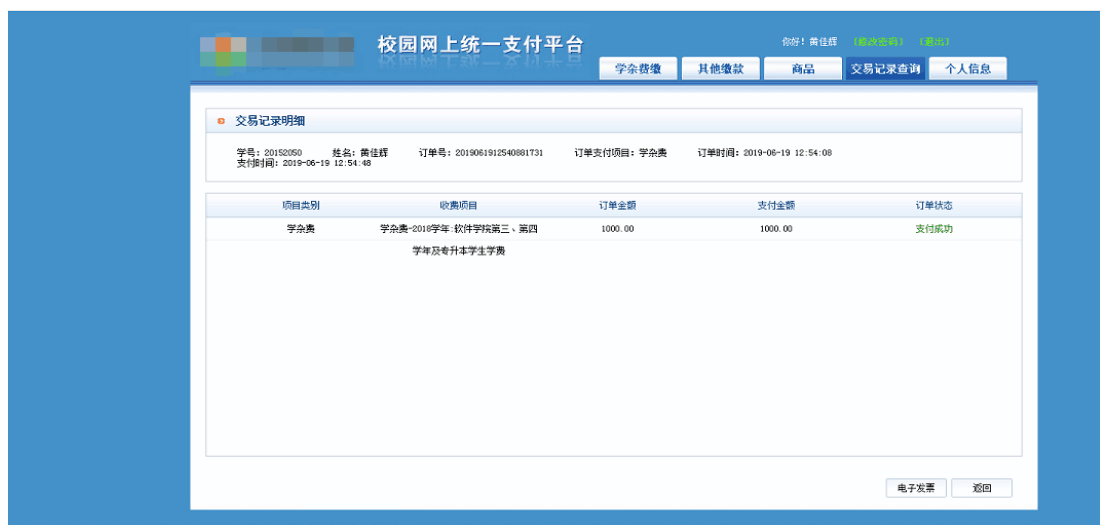 校园网上统一支付平台
你好！黄佳辉 [修改密码] [退出]
学杂费缴 其他缴款 商品 交易记录查询 个人信息
交易记录明细
学号：20152050 姓名：黄佳辉 订单号：2019061912540881731 订单支付项目：学杂费 订单时间：2019-06-19 12:54:08
支付时间：2019-06-19 12:54:48
项目类别 收费项目 订单金额 支付金额 订单状态
学杂费 学杂费-2018学年:软件学院第三、第四 1000.00 1000.00 支付成功
学年及专升本学生学费
电子发票 返回